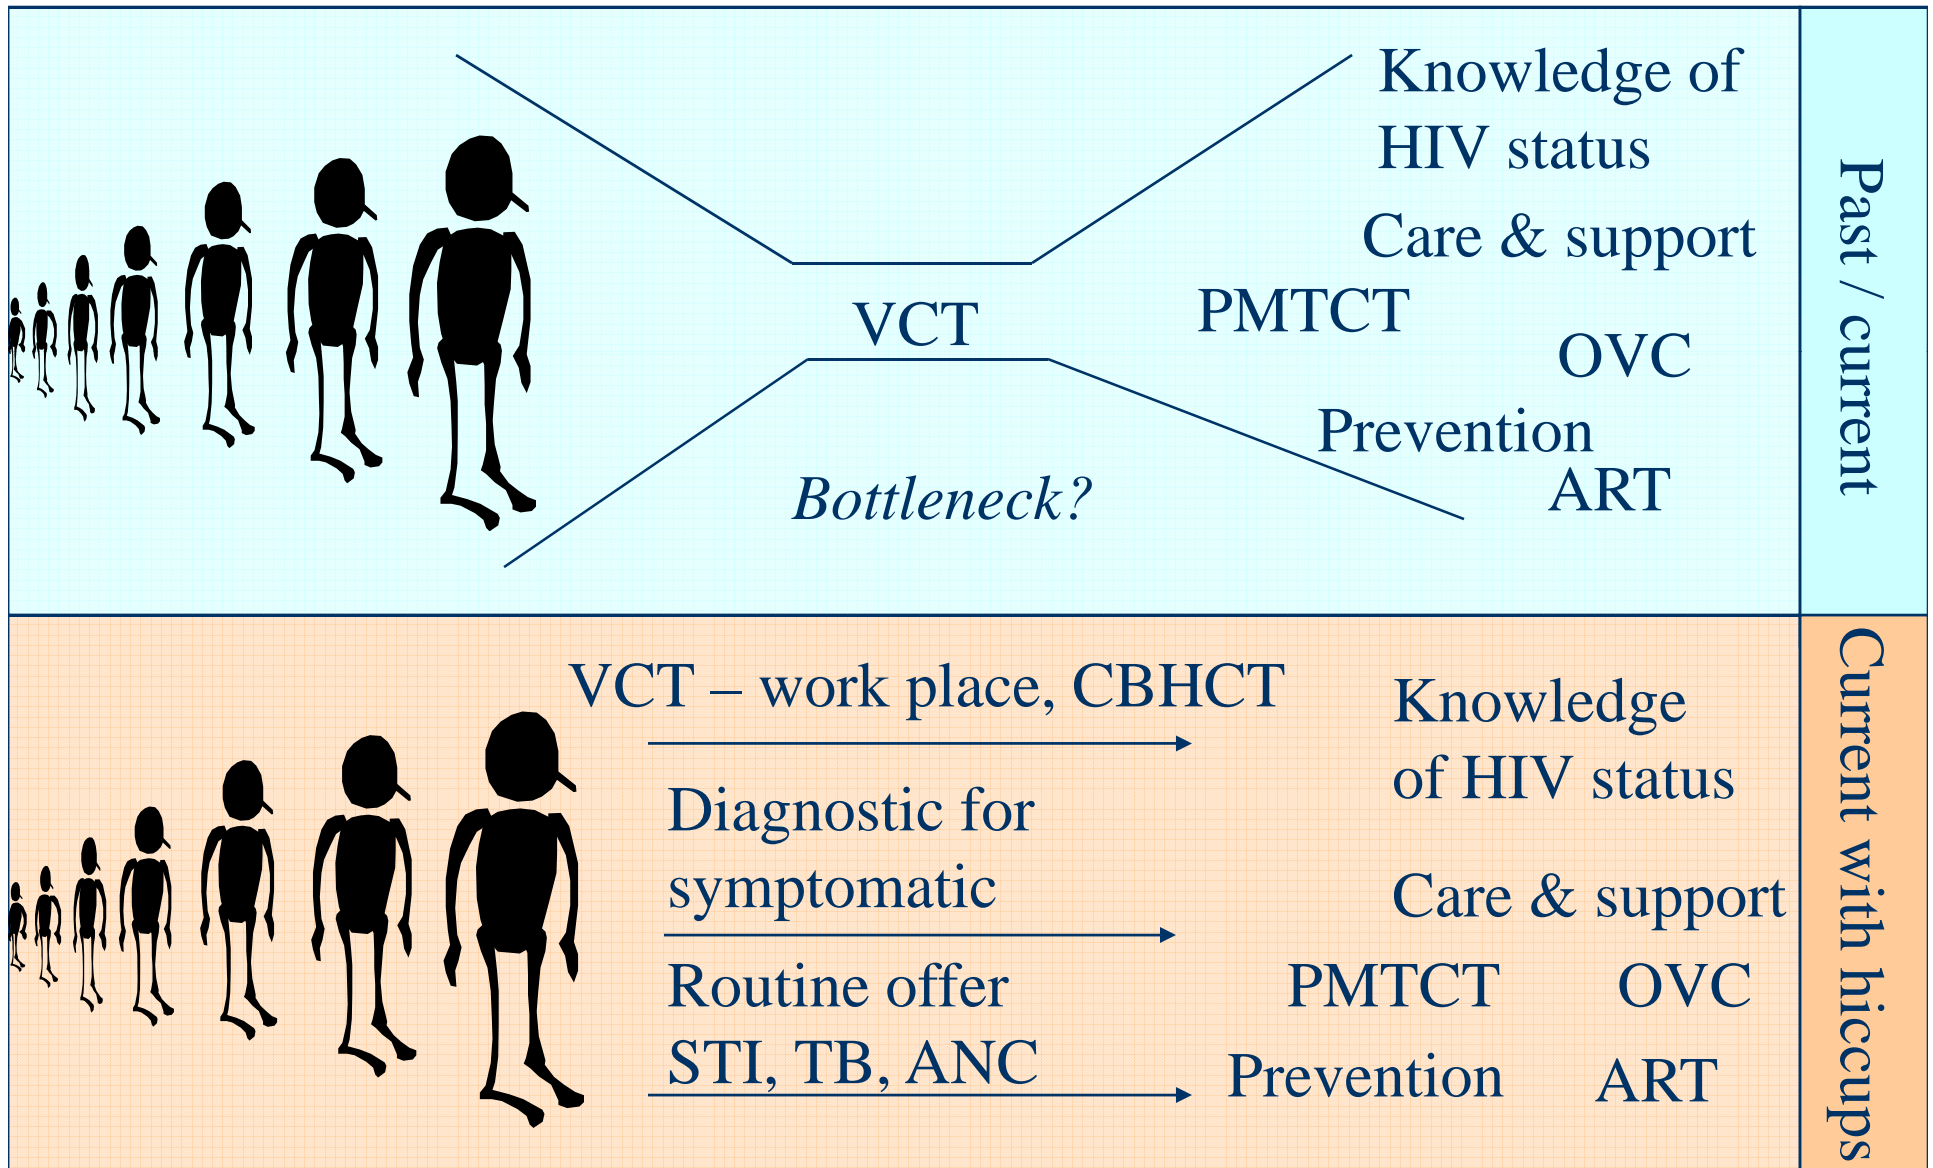 Knowledge of
HIV status
Care & support
VCT
PMTCT
OVC
Prevention
Bottleneck?
ART
Past / current
VCT – work place, CBHCT
Knowledge
of HIV status
Diagnostic for
symptomatic
Care & support
Routine offer
PMTCT OVC
STI, TB, ANC
Prevention ART
Current with hiccups